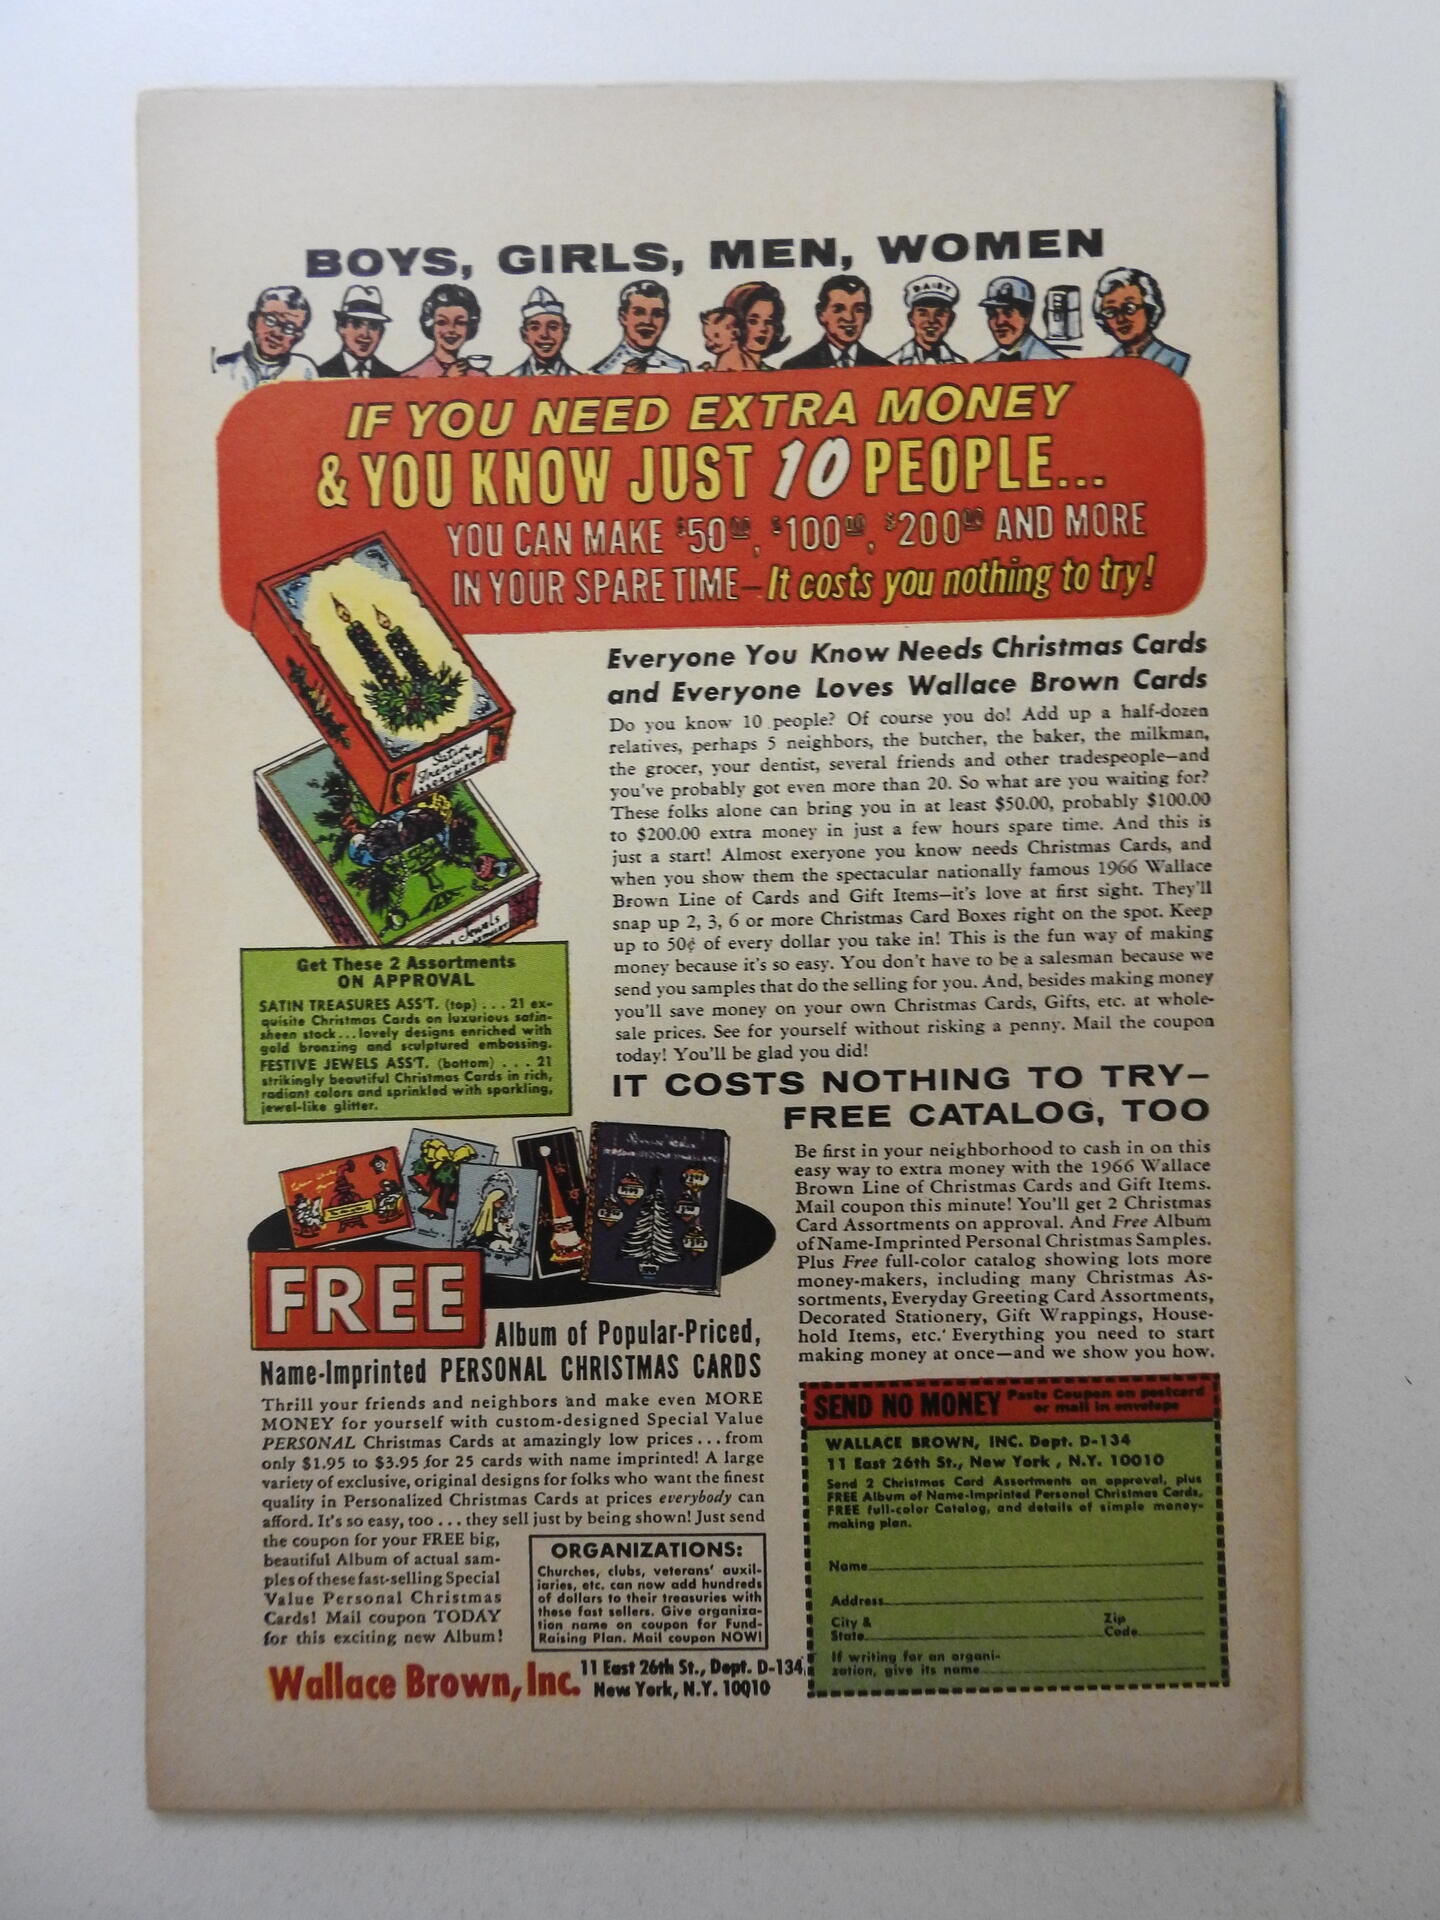 BOYS, GIRLS, MEN, WOMEN
DAIRY
IF YOU NEED EXTRA MONEY
& YOU KNOW JUST 10 PEOPLE...
YOU CAN MAKE $50.00, $100.00, $200.00 AND MORE
IN YOUR SPARE TIME—It costs you nothing to try!
Satin
Treasures
ASSORTMENT
Jewels
Get These 2 Assortments
ON APPROVAL
SATIN TREASURES ASS'T. (top) . . . 21 ex-
quisite Christmas Cards on luxurious satin-
sheen stock...lovely designs enriched with
gold bronzing and sculptured embossing.
FESTIVE JEWELS ASS'T. (bottom) . . . 21
strikingly beautiful Christmas Cards in rich,
radiant colors and sprinkled with sparkling,
jewel-like glitter.
Everyone You Know Needs Christmas Cards
and Everyone Loves Wallace Brown Cards
Do you know 10 people? Of course you do! Add up a half-dozen
relatives, perhaps 5 neighbors, the butcher, the baker, the milkman,
the grocer, your dentist, several friends and other tradespeople—and
you've probably got even more than 20. So what are you waiting for?
These folks alone can bring you in at least $50.00, probably $100.00
to $200.00 extra money in just a few hours spare time. And this is
just a start! Almost exeryone you know needs Christmas Cards, and
when you show them the spectacular nationally famous 1966 Wallace
Brown Line of Cards and Gift Items—it's love at first sight. They'll
snap up 2, 3, 6 or more Christmas Card Boxes right on the spot. Keep
up to 50¢ of every dollar you take in! This is the fun way of making
money because it's so easy. You don't have to be a salesman because we
send you samples that do the selling for you. And, besides making money
you'll save money on your own Christmas Cards, Gifts, etc. at whole-
sale prices. See for yourself without risking a penny. Mail the coupon
today! You'll be glad you did!
IT COSTS NOTHING TO TRY—
FREE CATALOG, TOO
Be first in your neighborhood to cash in on this
easy way to extra money with the 1966 Wallace
Brown Line of Christmas Cards and Gift Items.
Mail coupon this minute! You'll get 2 Christmas
Card Assortments on approval. And Free Album
of Name-Imprinted Personal Christmas Samples.
Plus Free full-color catalog showing lots more
money-makers, including many Christmas As-
sortments, Everyday Greeting Card Assortments,
Decorated Stationery, Gift Wrappings, House-
hold Items, etc. Everything you need to start
making money at once—and we show you how.
FREE
Album of Popular-Priced,
Name-Imprinted PERSONAL CHRISTMAS CARDS
Thrill your friends and neighbors and make even MORE
MONEY for yourself with custom-designed Special Value
PERSONAL Christmas Cards at amazingly low prices . . . from
only $1.95 to $3.95 for 25 cards with name imprinted! A large
variety of exclusive, original designs for folks who want the finest
quality in Personalized Christmas Cards at prices everybody can
afford. It's so easy, too . . . they sell just by being shown! Just send
the coupon for your FREE big,
beautiful Album of actual sam-
ples of these fast-selling Special
Value Personal Christmas
Cards! Mail coupon TODAY
for this exciting new Album!
ORGANIZATIONS:
Churches, clubs, veterans' auxil-
iaries, etc. can now add hundreds
of dollars to their treasuries with
these fast sellers. Give organiza-
tion name on coupon for Fund-
Raising Plan. Mail coupon NOW!
Wallace Brown, Inc. 11 East 26th St., Dept. D-134,
New York, N.Y. 10010
SEND NO MONEY Paste Coupon on postcard
or mail in envelope
WALLACE BROWN, INC. Dept. D-134
11 East 26th St., New York , N.Y. 10010
Send 2 Christmas Card Assortments on approval, plus
FREE Album of Name-Imprinted Personal Christmas Cards,
FREE full-color Catalog, and details of simple money-
making plan.
Name
Address
City & State Zip Code
If writing for an organi-
zation, give its name